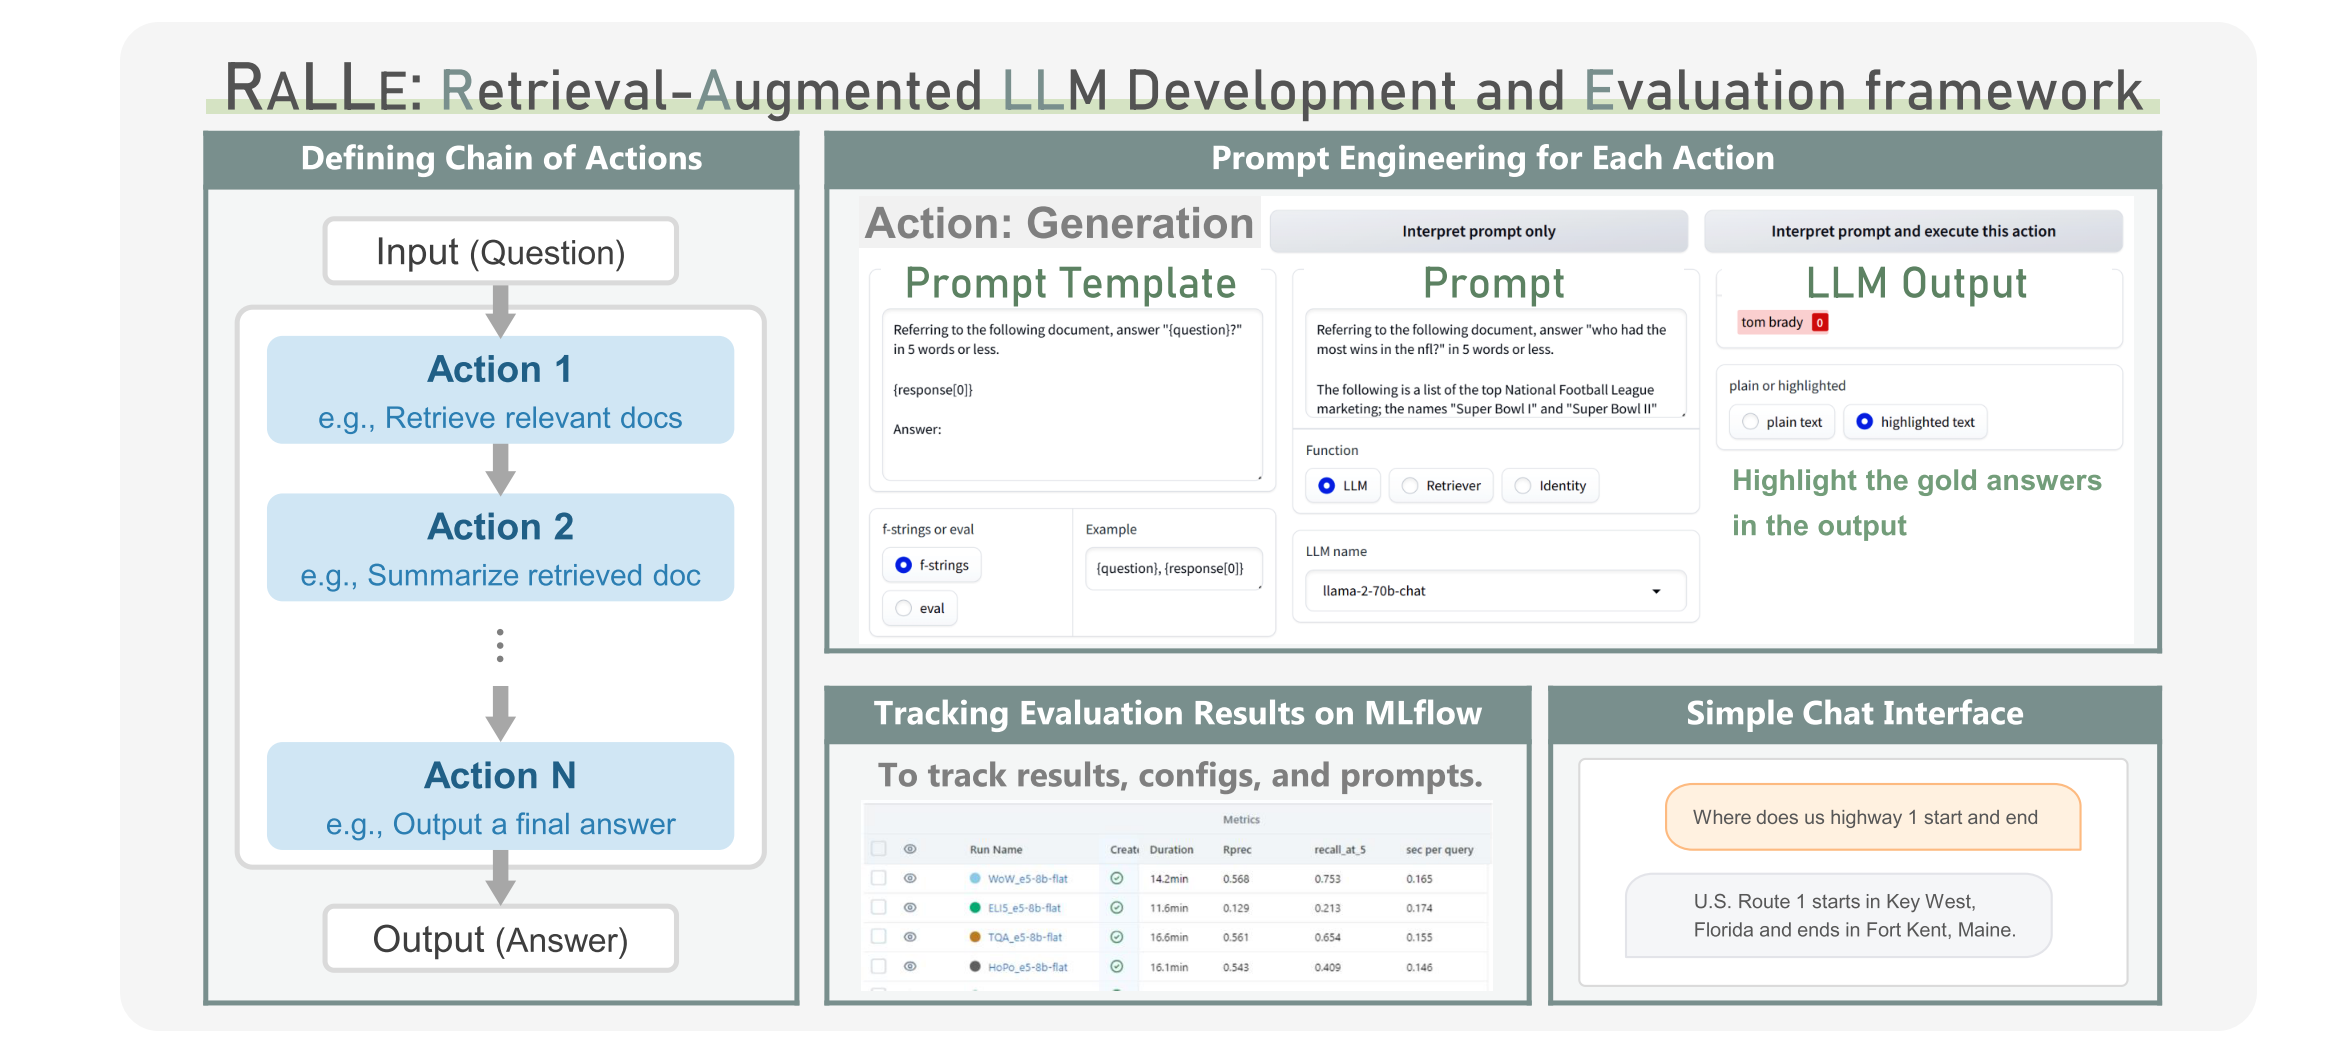 RALLE: Retrieval-Augmented LLM Development and Evaluation framework
Defining Chain of Actions
Input (Question)
Action 1
e.g., Retrieve relevant docs
Action 2
e.g., Summarize retrieved doc
Action N
e.g., Output a final answer
Output (Answer)
Prompt Engineering for Each Action
Action: Generation
Interpret prompt only
Interpret prompt and execute this action
Prompt Template
Referring to the following document, answer "{question}?"
in 5 words or less.
{response[0]}
Answer:
f-strings or eval
f-strings
eval
Example
{question}, {response[0]}
Prompt
Referring to the following document, answer "who had the
most wins in the nfl?" in 5 words or less.
The following is a list of the top National Football League
marketing; the names "Super Bowl I" and "Super Bowl II"
Function
LLM Retriever Identity
LLM name
llama-2-70b-chat
LLM Output
tom brady 0
plain or highlighted
plain text highlighted text
Highlight the gold answers
in the output
Tracking Evaluation Results on MLflow
To track results, configs, and prompts.
Metrics
Run Name Create Duration Rprec recall_at_5 sec per query
WoW_e5-8b-flat 14.2min 0.568 0.753 0.165
ELI5_e5-8b-flat 11.6min 0.129 0.213 0.174
TQA_e5-8b-flat 16.6min 0.561 0.654 0.155
HoPo_e5-8b-flat 16.1min 0.543 0.409 0.146
Simple Chat Interface
Where does us highway 1 start and end
U.S. Route 1 starts in Key West,
Florida and ends in Fort Kent, Maine.